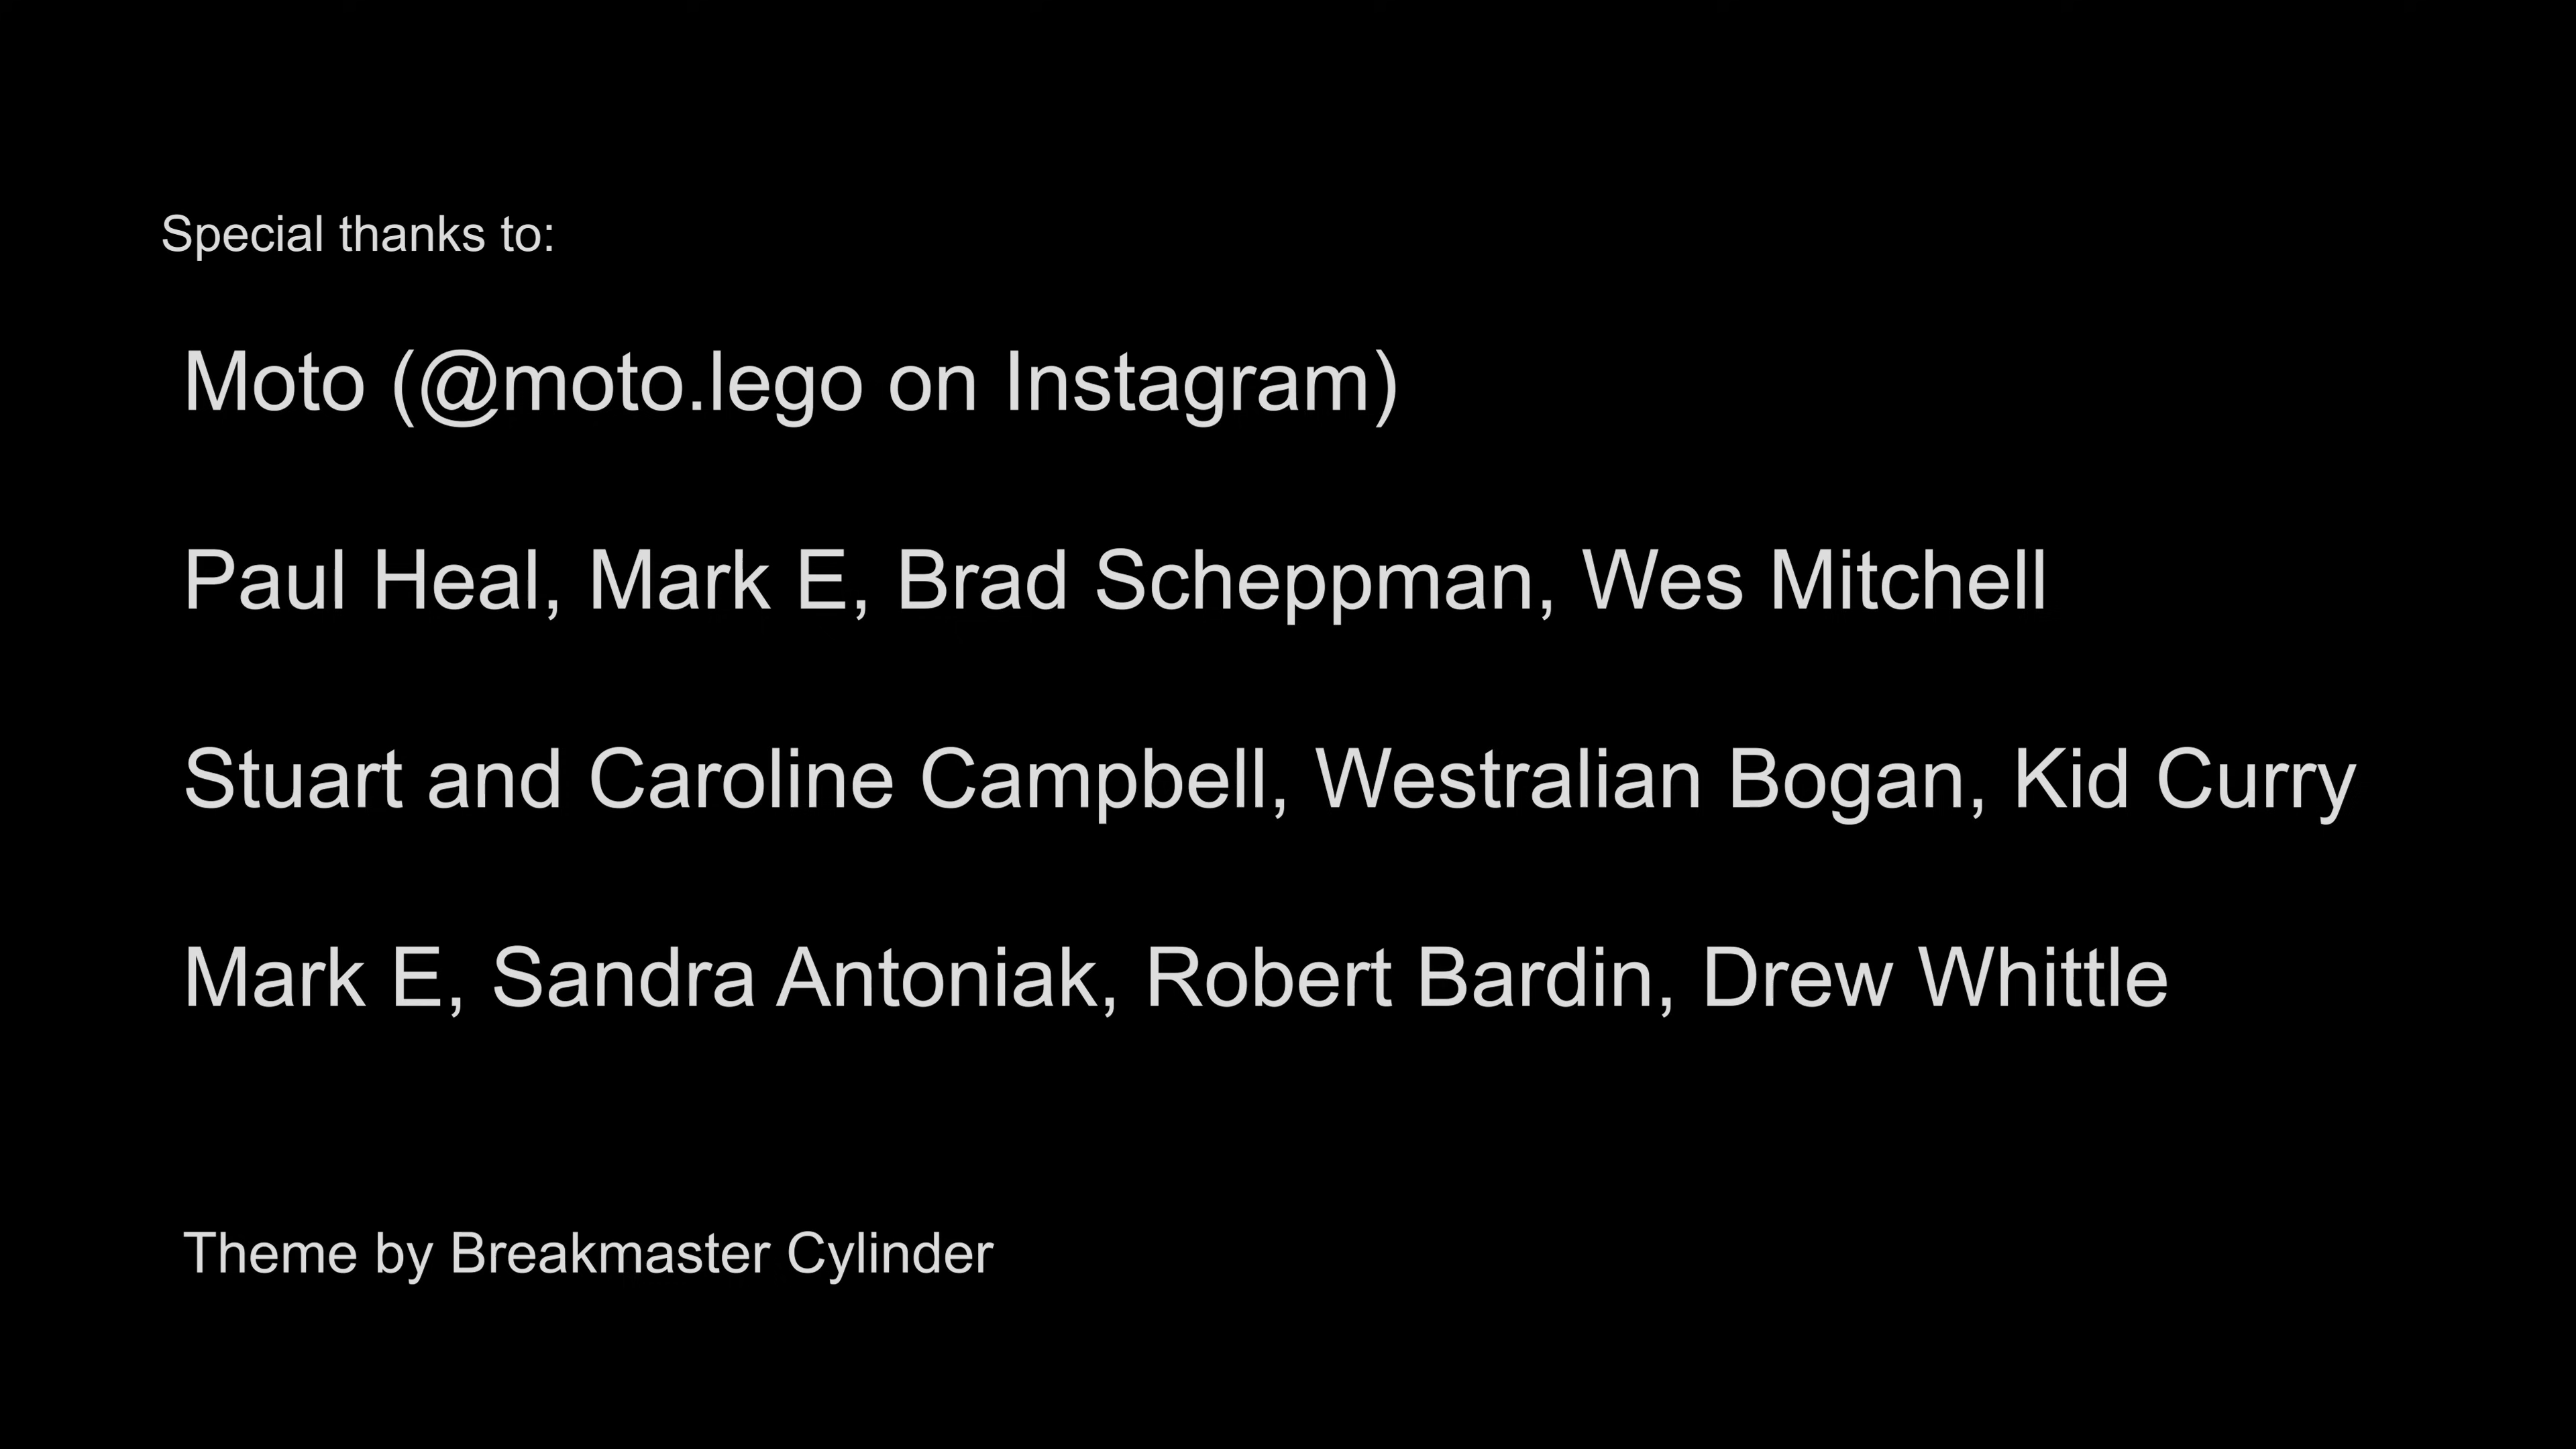 Special thanks to:
Moto (@moto.lego on Instagram)
Paul Heal, Mark E, Brad Scheppman, Wes Mitchell
Stuart and Caroline Campbell, Westralian Bogan, Kid Curry
Mark E, Sandra Antoniak, Robert Bardin, Drew Whittle
Theme by Breakmaster Cylinder